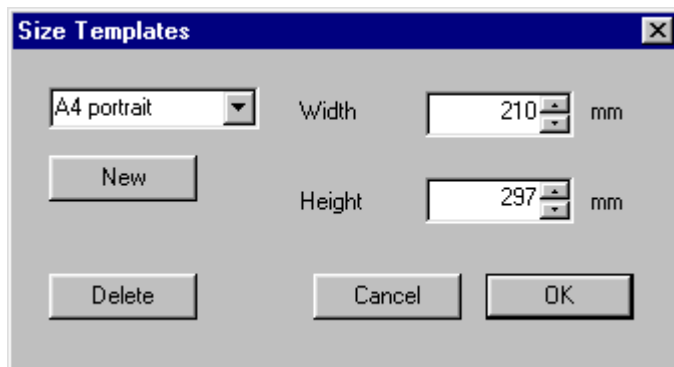 Size Templates
A4 portrait
Width 210 mm
New
Height 297 mm
Delete Cancel OK